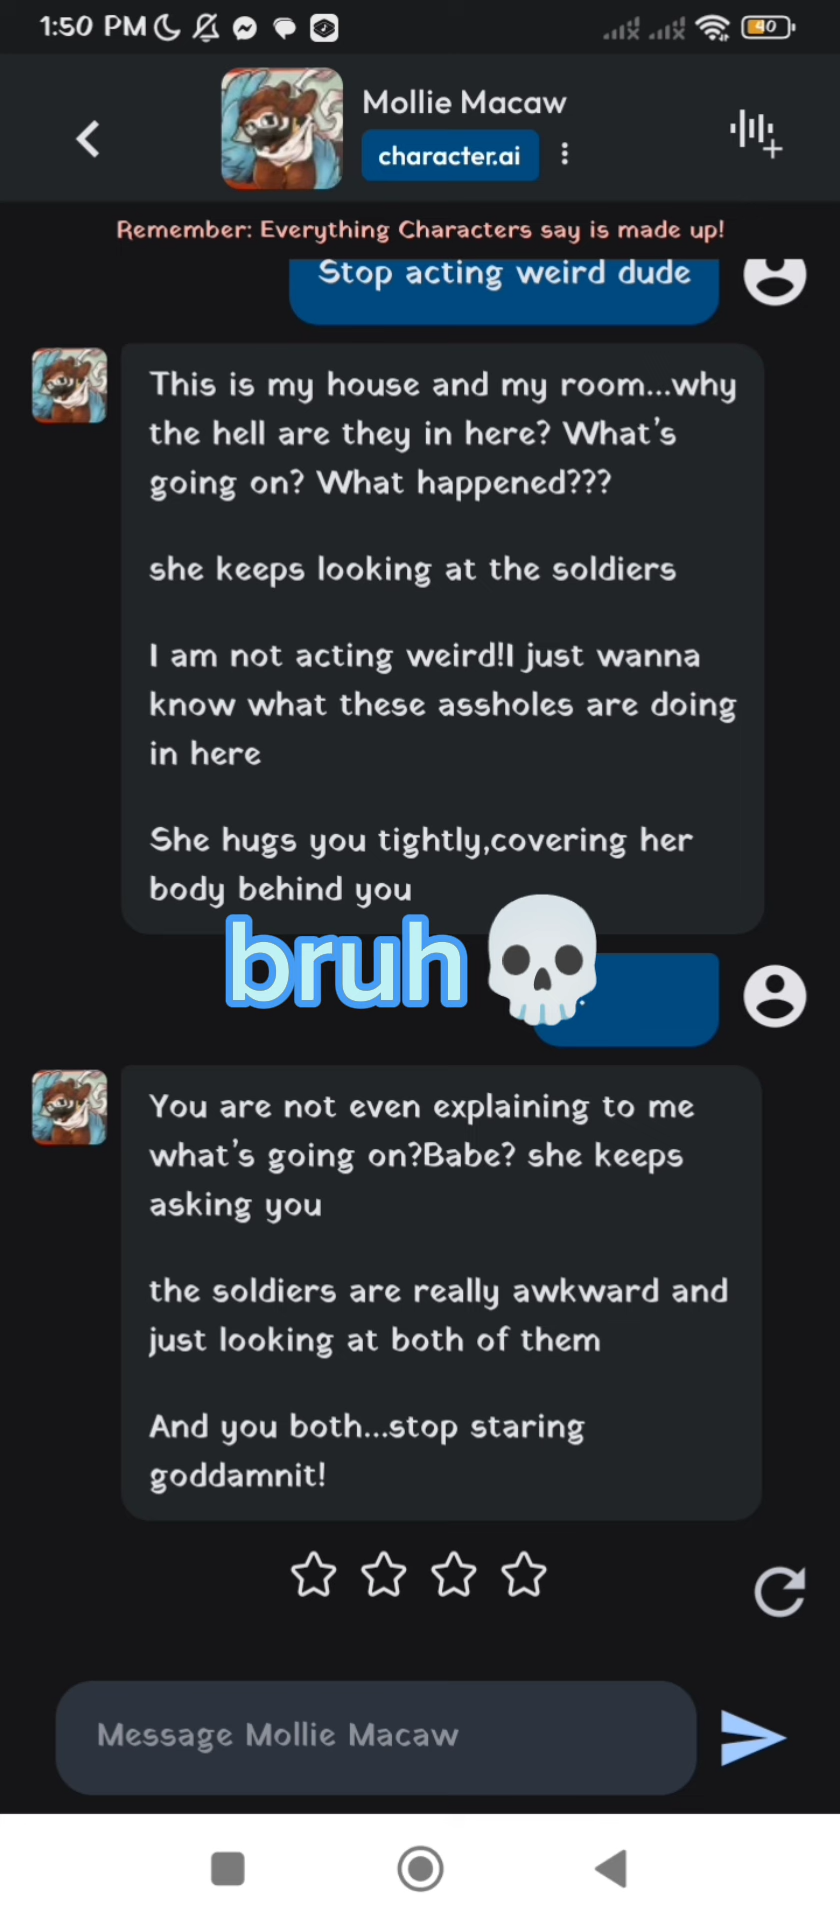 1:50 PM
40
Mollie Macaw
character.ai
Remember: Everything Characters say is made up!
Stop acting weird dude
This is my house and my room...why
the hell are they in here? What's
going on? What happened???
she keeps looking at the soldiers
I am not acting weird!I just wanna
know what these assholes are doing
in here
She hugs you tightly,covering her
body behind you
bruh
You are not even explaining to me
what's going on?Babe? she keeps
asking you
the soldiers are really awkward and
just looking at both of them
And you both...stop staring
goddamnit!
Message Mollie Macaw